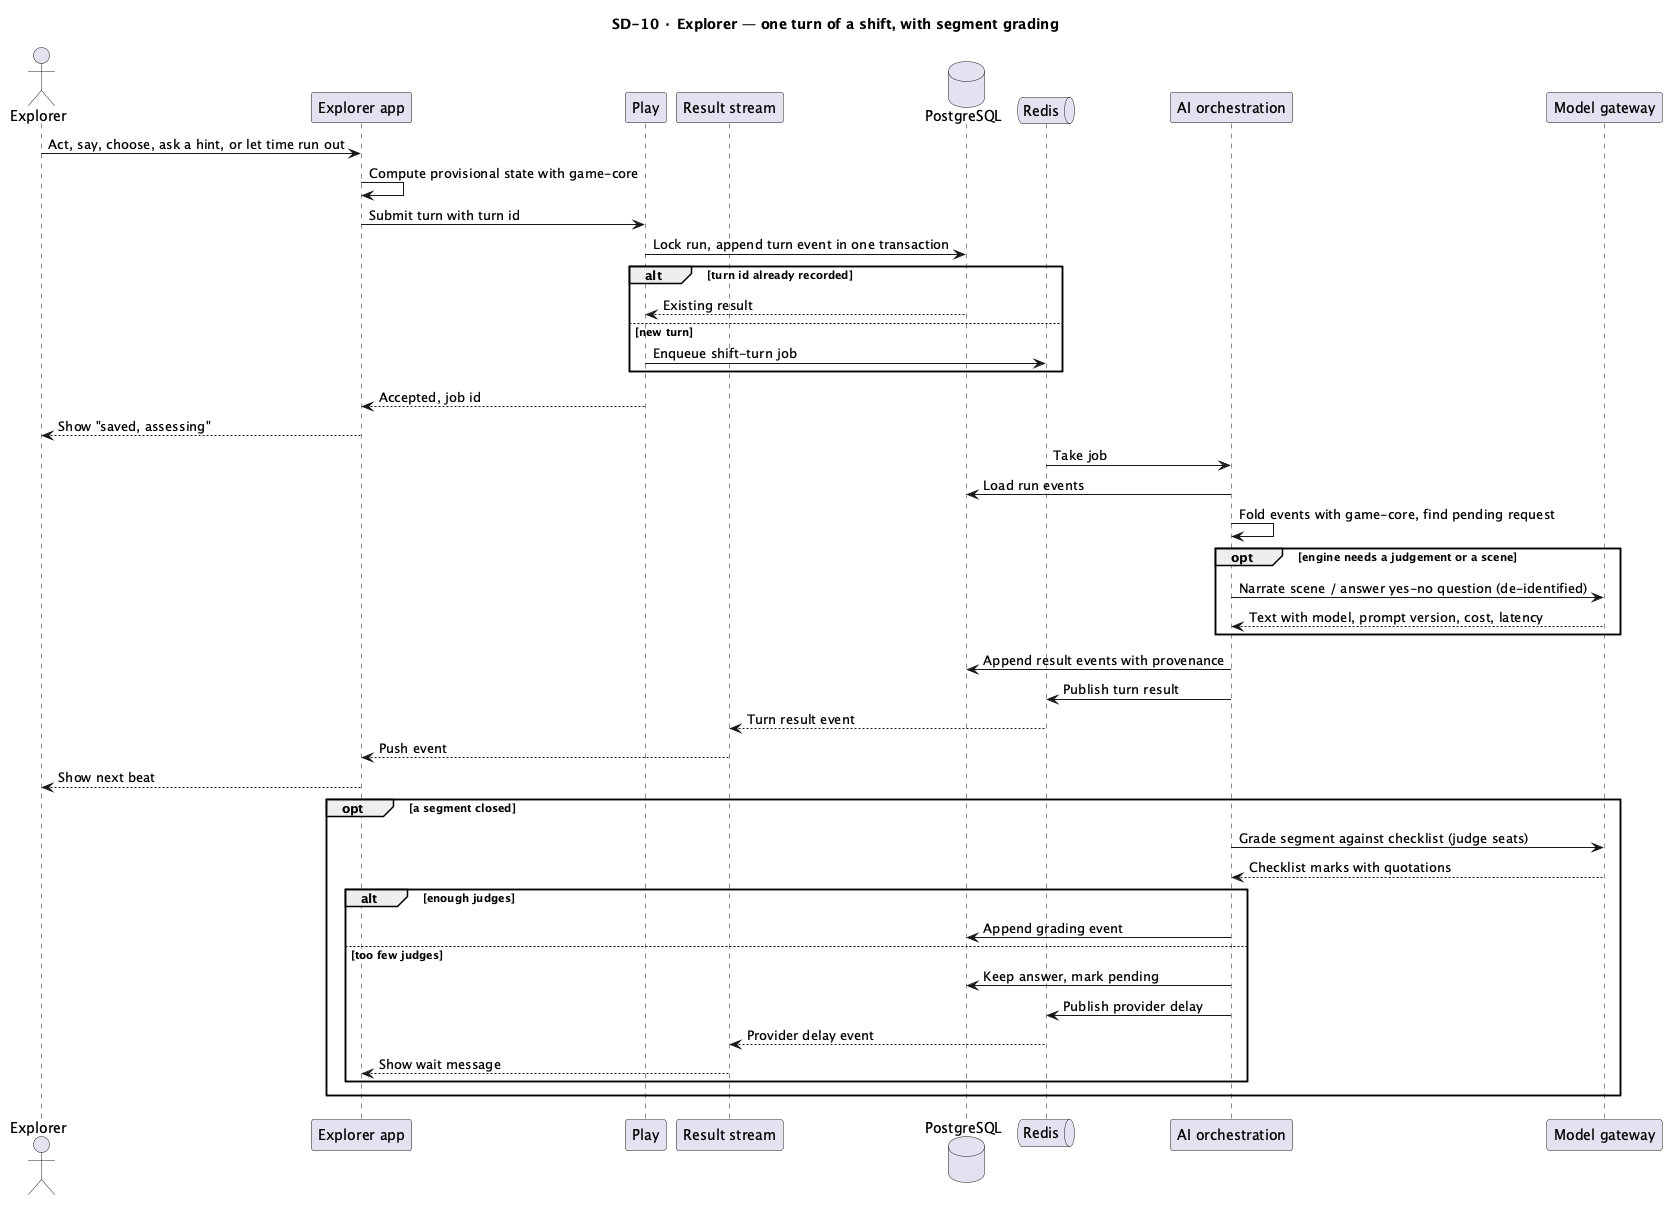 SD-10 · Explorer — one turn of a shift, with segment grading
Explorer
Explorer app
Play
Result stream
PostgreSQL
Redis
AI orchestration
Model gateway
Act, say, choose, ask a hint, or let time run out
Compute provisional state with game-core
Submit turn with turn id
Lock run, append turn event in one transaction
alt
[turn id already recorded]
Existing result
[new turn]
Enqueue shift-turn job
Accepted, job id
Show "saved, assessing"
Take job
Load run events
Fold events with game-core, find pending request
opt
[engine needs a judgement or a scene]
Narrate scene / answer yes-no question (de-identified)
Text with model, prompt version, cost, latency
Append result events with provenance
Publish turn result
Turn result event
Push event
Show next beat
opt
[a segment closed]
Grade segment against checklist (judge seats)
Checklist marks with quotations
alt
[enough judges]
Append grading event
[too few judges]
Keep answer, mark pending
Publish provider delay
Provider delay event
Show wait message
Explorer
Explorer app
Play
Result stream
PostgreSQL
Redis
AI orchestration
Model gateway